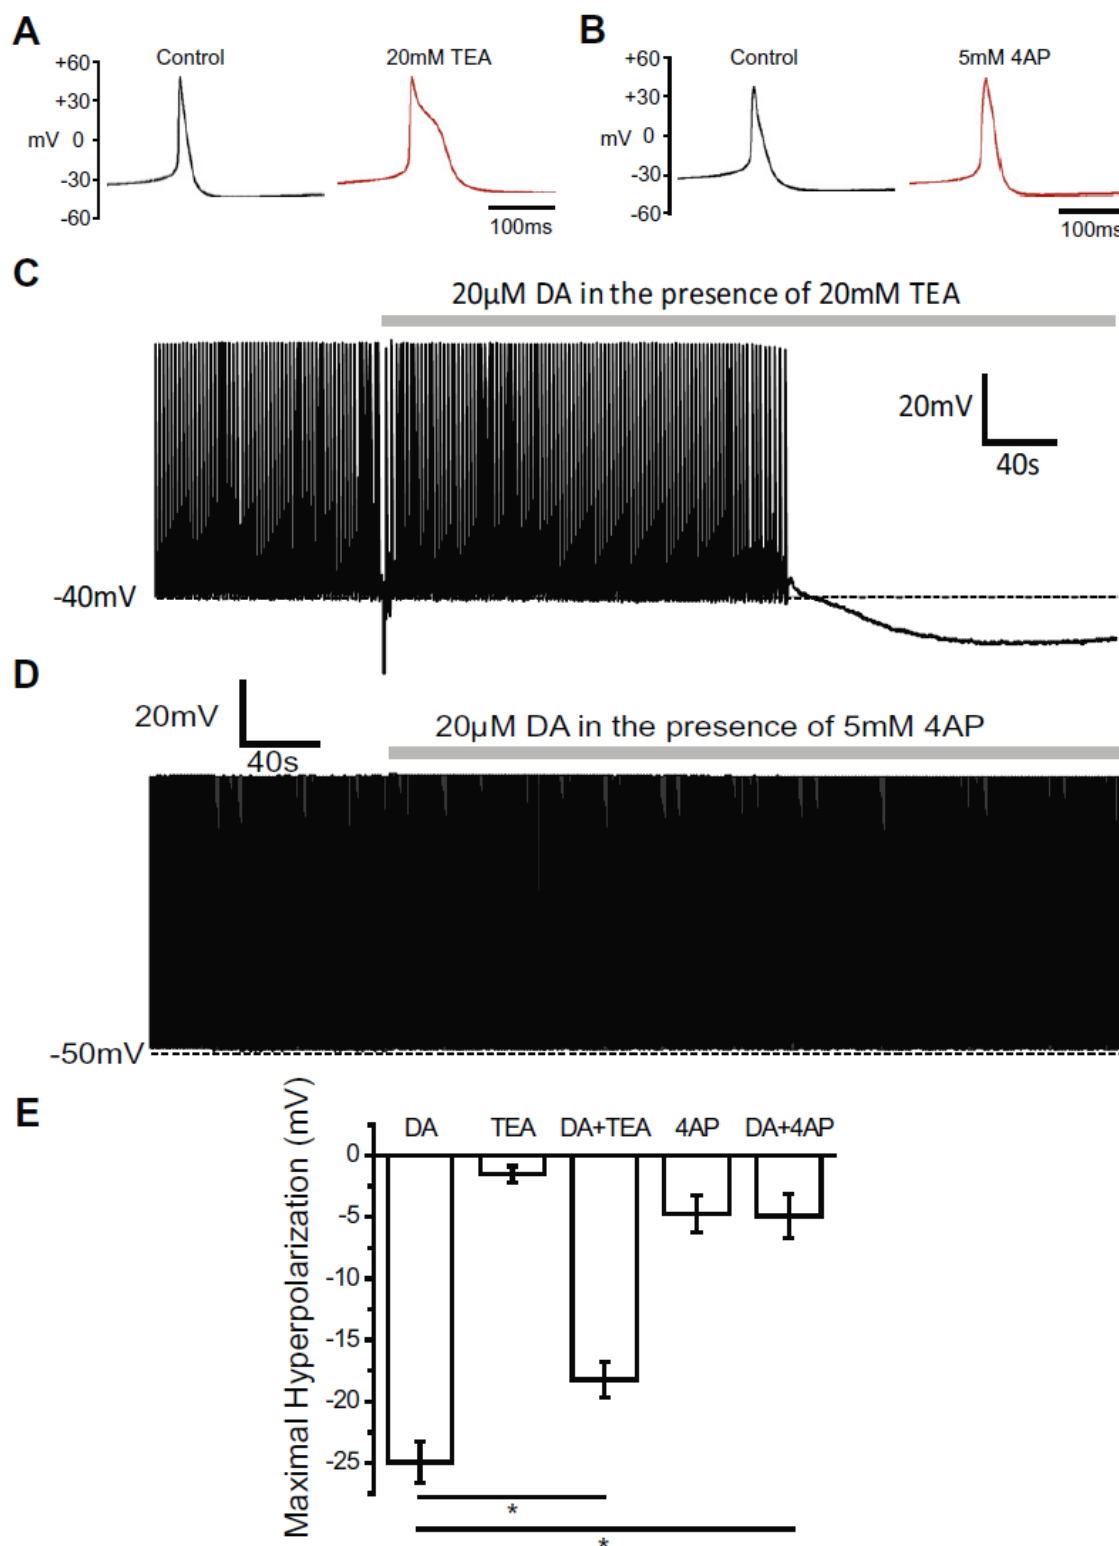 A
Control
20mM TEA
+60
+30
mV 0
-30
-60
100ms
B
Control
5mM 4AP
+60
+30
mV 0
-30
-60
100ms
C
20µM DA in the presence of 20mM TEA
20mV
40s
-40mV
D
20mV
40s
20µM DA in the presence of 5mM 4AP
-50mV
E
Maximal Hyperpolarization (mV)
DA TEA DA+TEA 4AP DA+4AP
0
-5
-10
-15
-20
-25
*
*